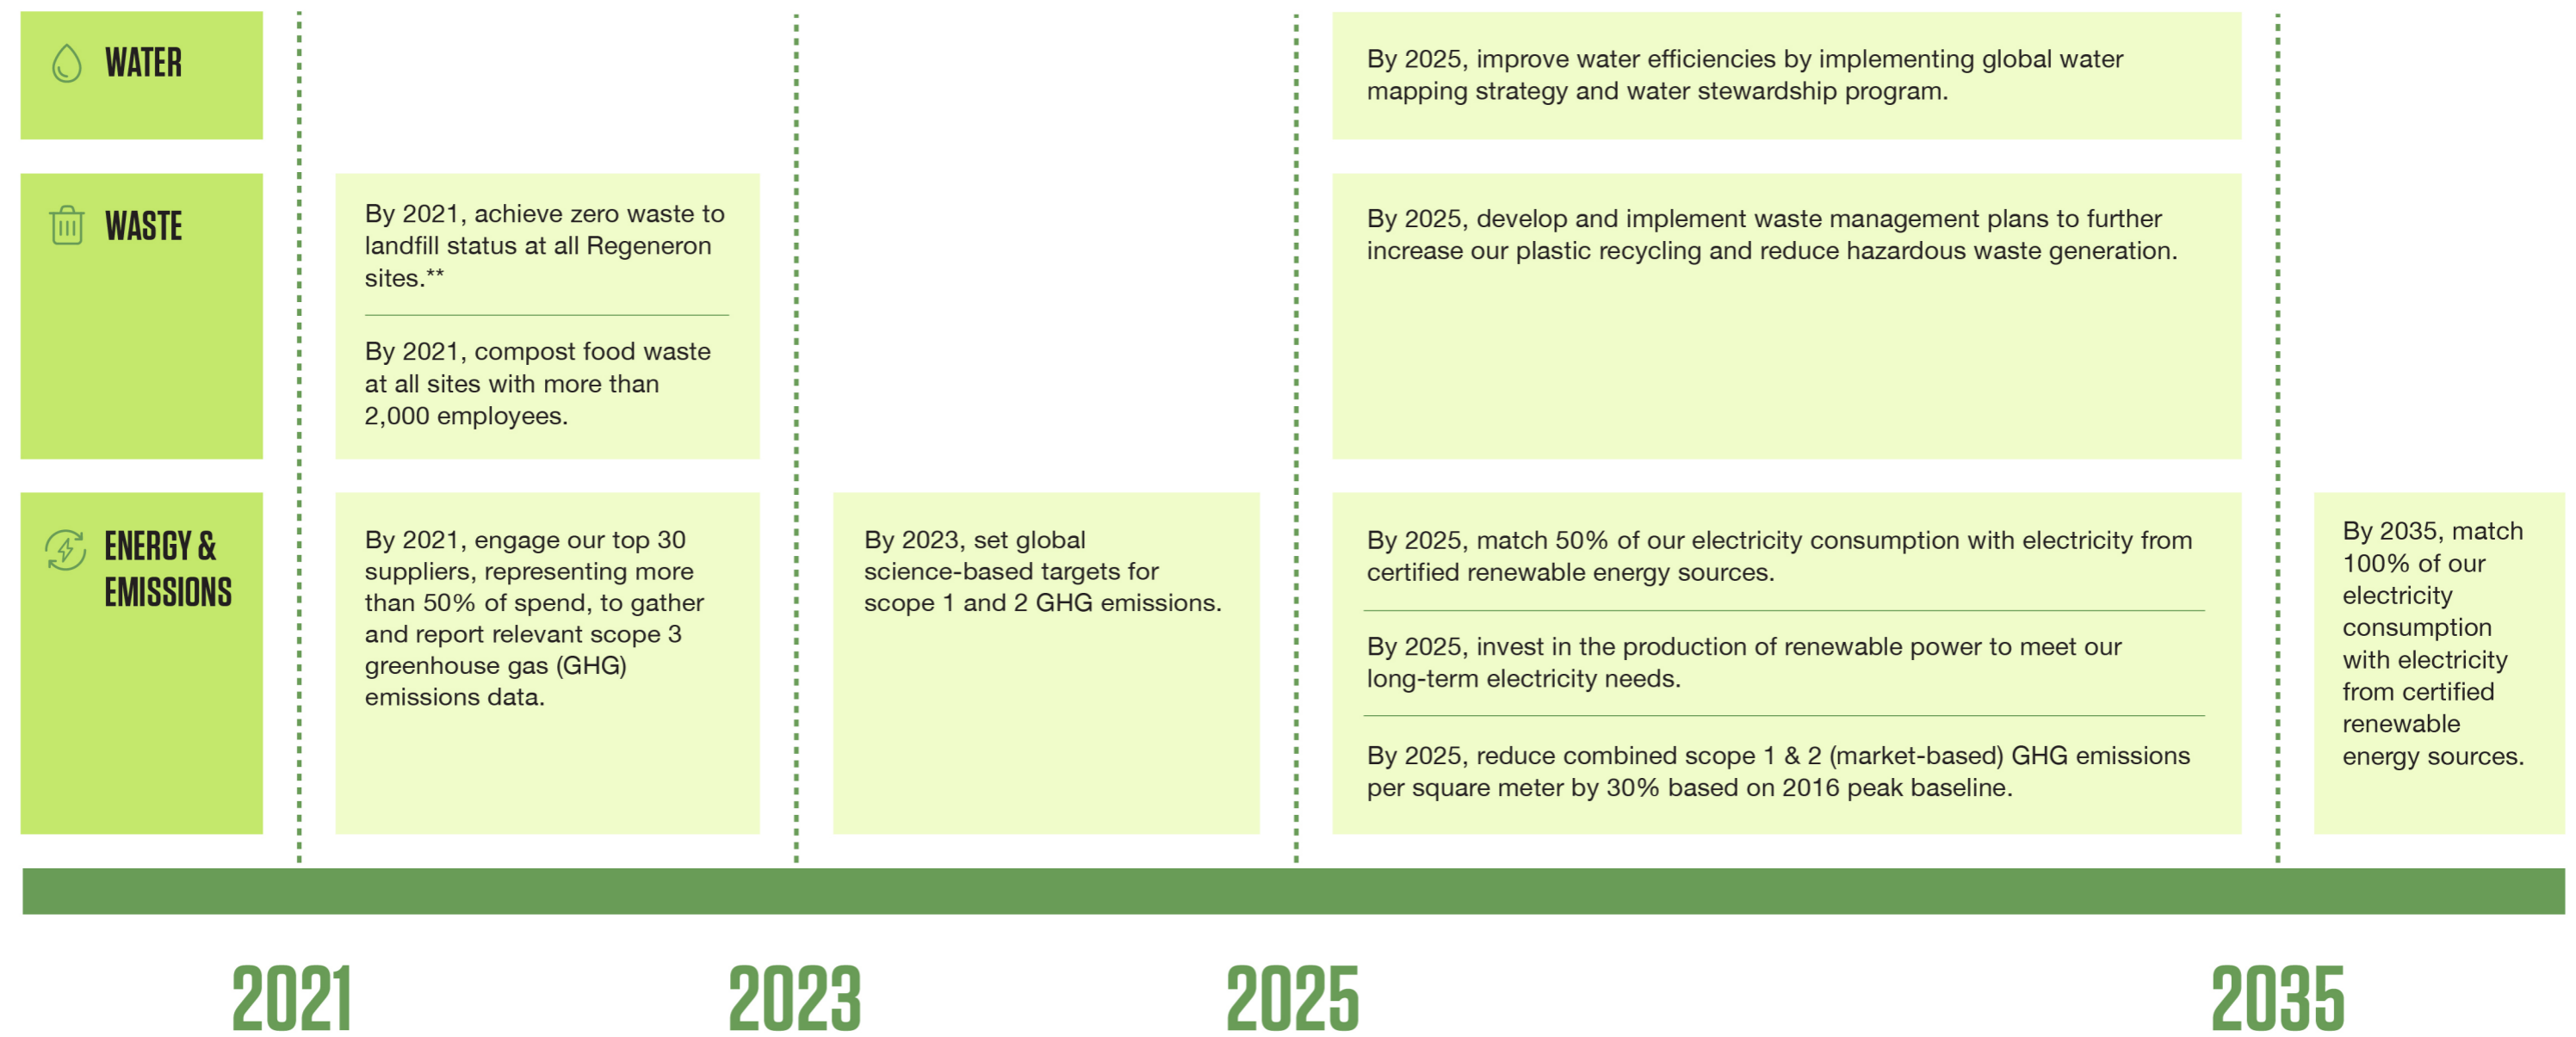 WATER
By 2025, improve water efficiencies by implementing global water
mapping strategy and water stewardship program.
WASTE
By 2021, achieve zero waste to
landfill status at all Regeneron
sites.**
By 2021, compost food waste
at all sites with more than
2,000 employees.
By 2025, develop and implement waste management plans to further
increase our plastic recycling and reduce hazardous waste generation.
ENERGY &
EMISSIONS
By 2021, engage our top 30
suppliers, representing more
than 50% of spend, to gather
and report relevant scope 3
greenhouse gas (GHG)
emissions data.
By 2023, set global
science-based targets for
scope 1 and 2 GHG emissions.
By 2025, match 50% of our electricity consumption with electricity from
certified renewable energy sources.
By 2025, invest in the production of renewable power to meet our
long-term electricity needs.
By 2025, reduce combined scope 1 & 2 (market-based) GHG emissions
per square meter by 30% based on 2016 peak baseline.
By 2035, match
100% of our
electricity
consumption
with electricity
from certified
renewable
energy sources.
2021
2023
2025
2035